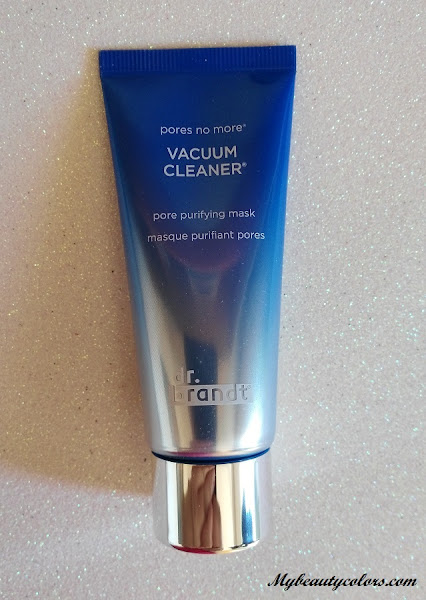 pores no more®
VACUUM
CLEANER®
pore purifying mask
masque purifiant pores
dr.
brandt
Mybeautycolors.com